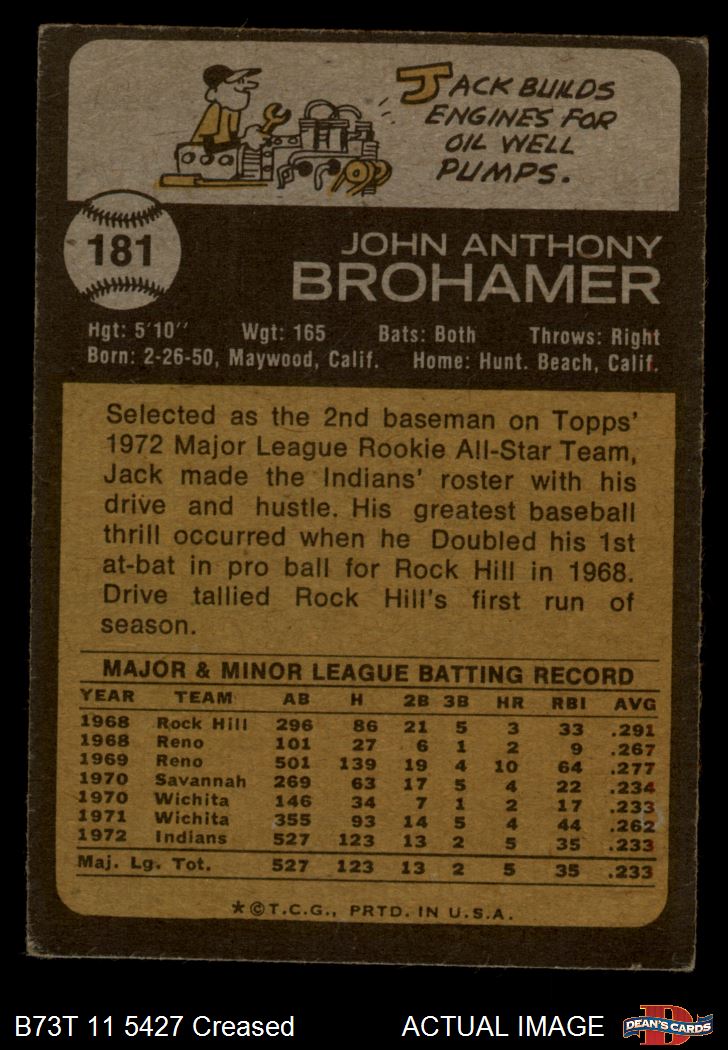 JACK BUILDS
ENGINES FOR
OIL WELL
PUMPS.
181
JOHN ANTHONY
BROHAMER
Hgt: 5'10" Wgt: 165 Bats: Both Throws: Right
Born: 2-26-50, Maywood, Calif. Home: Hunt. Beach, Calif.
Selected as the 2nd baseman on Topps'
1972 Major League Rookie All-Star Team,
Jack made the Indians' roster with his
drive and hustle. His greatest baseball
thrill occurred when he Doubled his 1st
at-bat in pro ball for Rock Hill in 1968.
Drive tallied Rock Hill's first run of
season.
MAJOR & MINOR LEAGUE BATTING RECORD
YEAR TEAM AB H 2B 3B HR RBI AVG
1968 Rock Hill 296 86 21 5 3 33 .291
1968 Reno 101 27 6 1 2 9 .267
1969 Reno 501 139 19 4 10 64 .277
1970 Savannah 269 63 17 5 4 22 .234
1970 Wichita 146 34 7 1 2 17 .233
1971 Wichita 355 93 14 5 4 44 .262
1972 Indians 527 123 13 2 5 35 .233
Maj. Lg. Tot. 527 123 13 2 5 35 .233
*©T.C.G., PRTD. IN U.S.A.
B73T 11 5427 Creased ACTUAL IMAGE
D
DEAN'S CARDS